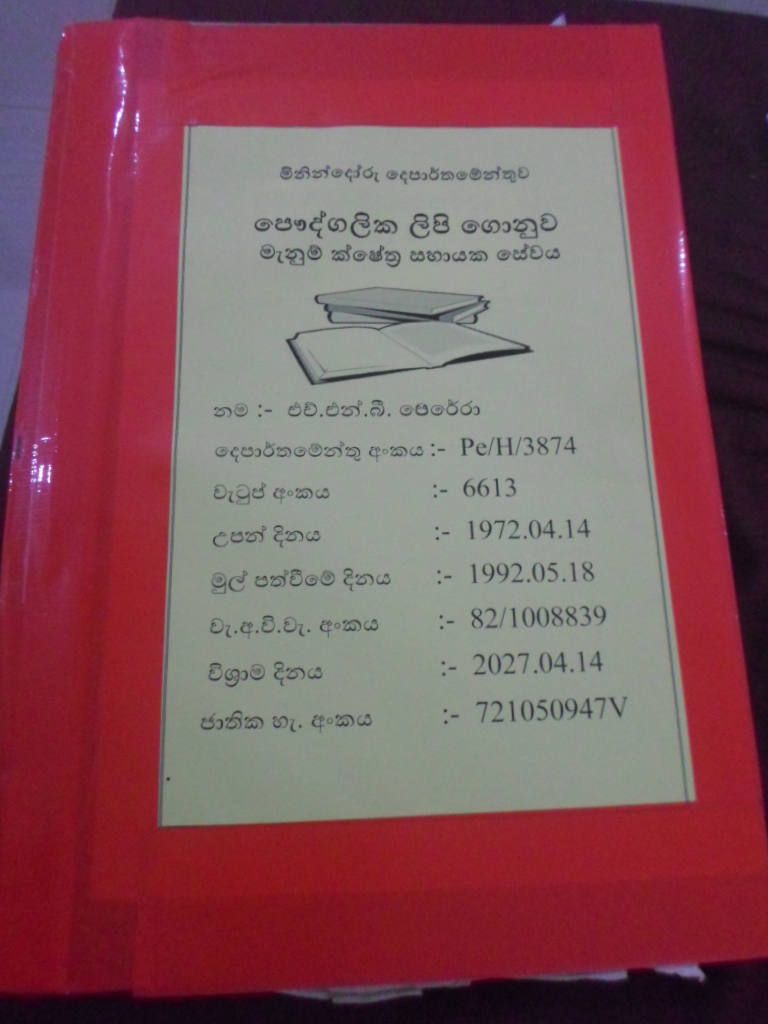 මිනින්දෝරු දෙපාර්තමේන්තුව
පෞද්ගලික ලිපි ගොනුව
මැනුම් ක්ෂේත්‍ර සහායක සේවය
නම :- එච්.එන්.බී. පෙරේරා
දෙපාර්තමේන්තු අංකය :- Pe/H/3874
වැටුප් අංකය :- 6613
උපන් දිනය :- 1972.04.14
මුල් පත්වීමේ දිනය :- 1992.05.18
වැ.අ.වි.වැ. අංකය :- 82/1008839
විශ්‍රාම දිනය :- 2027.04.14
ජාතික හැ. අංකය :- 721050947V